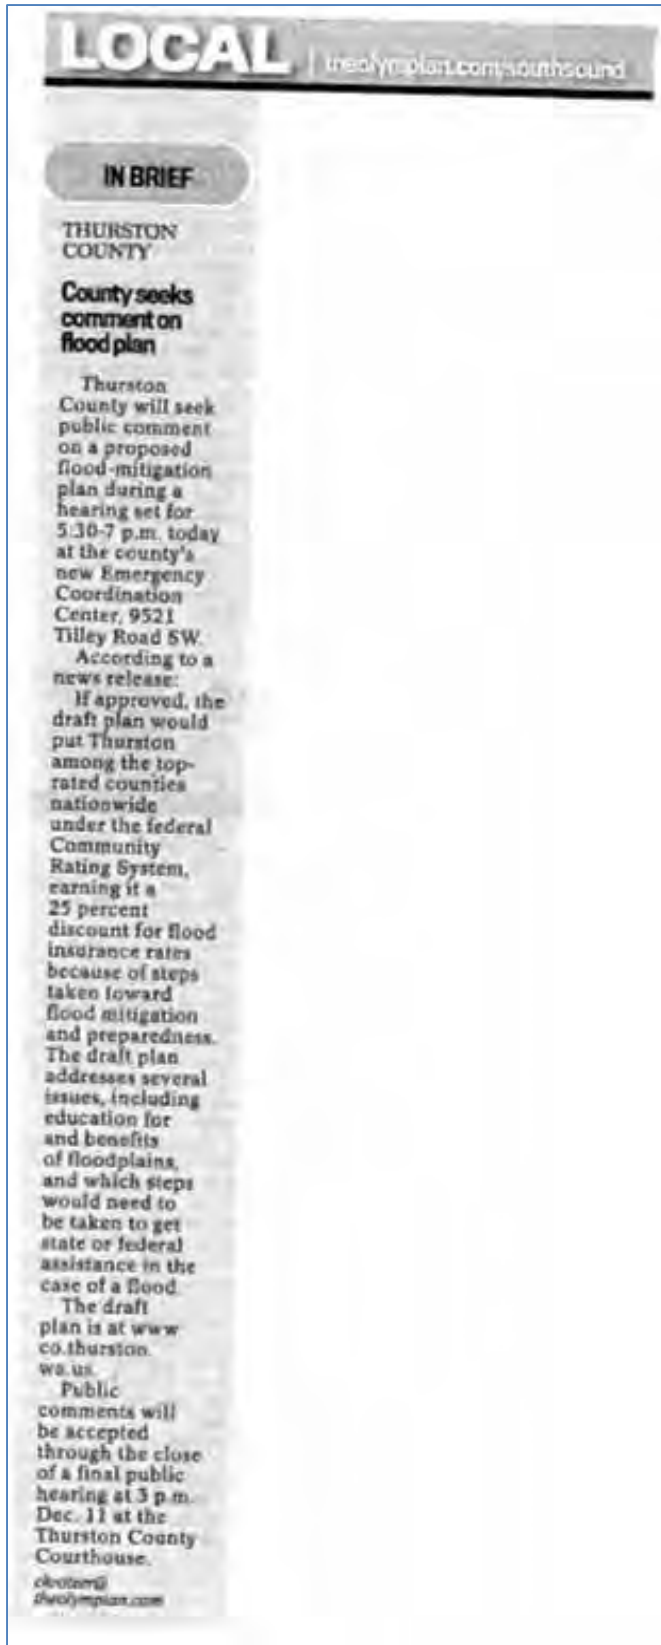 LOCAL | theolympian.com/southsound
IN BRIEF
THURSTON
COUNTY
County seeks
comment on
flood plan
Thurston
County will seek
public comment
on a proposed
flood-mitigation
plan during a
hearing set for
5:30-7 p.m. today
at the county's
new Emergency
Coordination
Center, 9521
Tilley Road SW.
According to a
news release:
If approved, the
draft plan would
put Thurston
among the top-
rated counties
nationwide
under the federal
Community
Rating System,
earning it a
25 percent
discount for flood
insurance rates
because of steps
taken toward
flood mitigation
and preparedness.
The draft plan
addresses several
issues, including
education for
and benefits
of floodplains,
and which steps
would need to
be taken to get
state or federal
assistance in the
case of a flood.
The draft
plan is at www
co.thurston.
wa.us.
Public
comments will
be accepted
through the close
of a final public
hearing at 3 p.m.
Dec. 11 at the
Thurston County
Courthouse.
theolympian.com